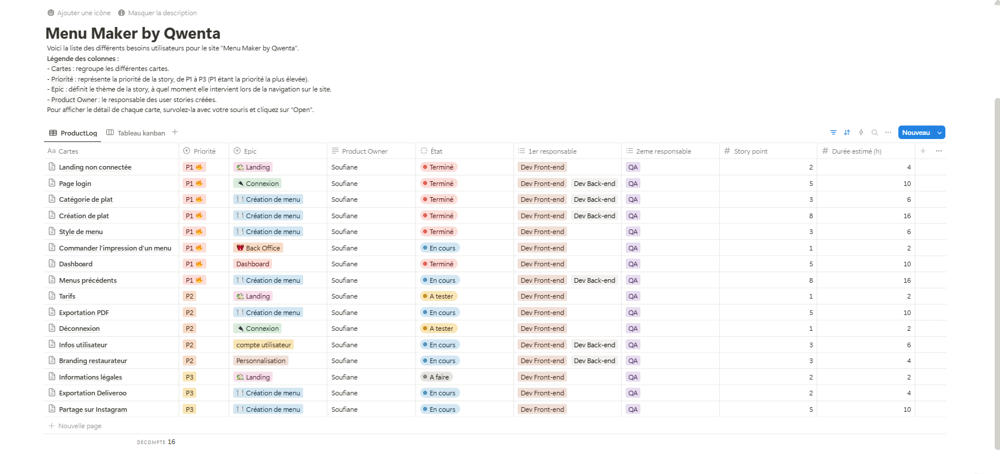 Ajouter une icône Masquer la description
Menu Maker by Qwenta
Voici la liste des différents besoins utilisateurs pour le site “Menu Maker by Qwenta”.
Légende des colonnes :
- Cartes : regroupe les différentes cartes.
- Priorité : représente la priorité de la story, de P1 à P3 (P1 étant la priorité la plus élevée).
- Epic : définit le thème de la story, à quel moment elle intervient lors de la navigation sur le site.
- Product Owner : le responsable des user stories créées.
Pour afficher le détail de chaque carte, survolez-la avec votre souris et cliquez sur “Open”.
ProductLog Tableau kanban + Nouveau
Aa Cartes Priorité Epic Product Owner État 1er responsable 2eme responsable # Story point # Durée estimé (h) + ...
Landing non connectée P1 Landing Soufiane Terminé Dev Front-end QA 2 4
Page login P1 Connexion Soufiane Terminé Dev Front-end Dev Back-end QA 5 10
Catégorie de plat P1 Création de menu Soufiane Terminé Dev Front-end Dev Back-end QA 3 6
Création de plat P1 Création de menu Soufiane Terminé Dev Front-end Dev Back-end QA 8 16
Style de menu P1 Création de menu Soufiane Terminé Dev Front-end QA 3 6
Commander l’impression d’un menu P1 Back Office Soufiane En cours Dev Front-end QA 1 2
Dashboard P1 Dashboard Soufiane Terminé Dev Front-end QA 5 10
Menus précédents P1 Création de menu Soufiane En cours Dev Front-end Dev Back-end QA 8 16
Tarifs P2 Landing Soufiane A tester Dev Front-end QA 1 2
Exportation PDF P2 Création de menu Soufiane En cours Dev Front-end QA 5 10
Déconnexion P2 Connexion Soufiane A tester Dev Front-end QA 1 2
Infos utilisateur P2 compte utilisateur Soufiane En cours Dev Front-end Dev Back-end QA 3 6
Branding restaurateur P2 Personnalisation Soufiane En cours Dev Front-end Dev Back-end QA 3 4
Informations légales P3 Landing Soufiane A faire Dev Front-end QA 2 2
Exportation Deliveroo P3 Création de menu Soufiane En cours Dev Front-end QA 2 4
Partage sur Instagram P3 Création de menu Soufiane En cours Dev Front-end QA 5 10
+ Nouvelle page
DÉCOMPTE 16